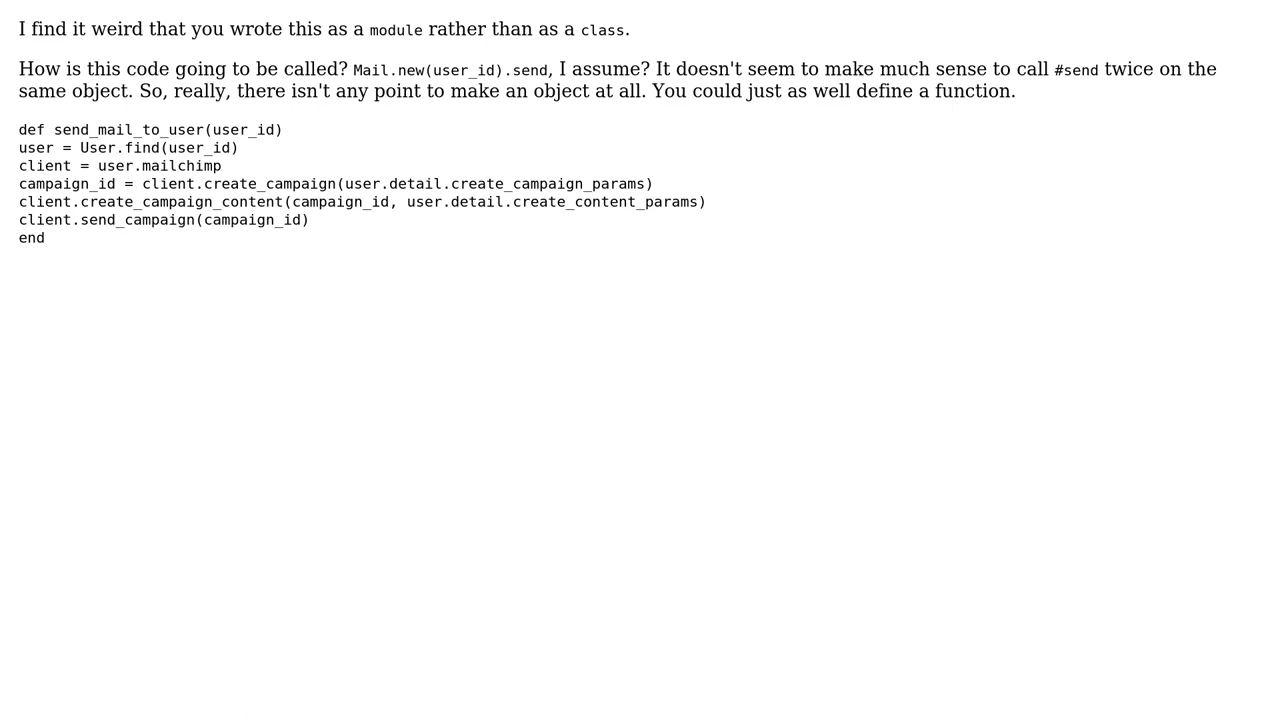 I find it weird that you wrote this as a module rather than as a class.
How is this code going to be called? Mail.new(user_id).send, I assume? It doesn't seem to make much sense to call #send twice on the
same object. So, really, there isn't any point to make an object at all. You could just as well define a function.
def send_mail_to_user(user_id)
user = User.find(user_id)
client = user.mailchimp
campaign_id = client.create_campaign(user.detail.create_campaign_params)
client.create_campaign_content(campaign_id, user.detail.create_content_params)
client.send_campaign(campaign_id)
end